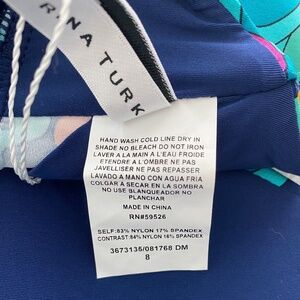 RINA TURK
HAND WASH COLD LINE DRY IN
SHADE NO BLEACH DO NOT IRON
LAVER A LA MAIN A L'EAU FROIDE
ETENDRE A L'OMBRE NE PAS
JAVELLISER NE PAS REPASSER
LAVADO A MANO CON AGUA FRIA
COLGAR A SECAR EN LA SOMBRA
NO USE BLANQUEADOR NO
PLANCHAR
MADE IN CHINA
RN#59526
SELF:83% NYLON 17% SPANDEX
CONTRAST:84% NYLON 16% SPANDEX
3673135/081768 DM
8